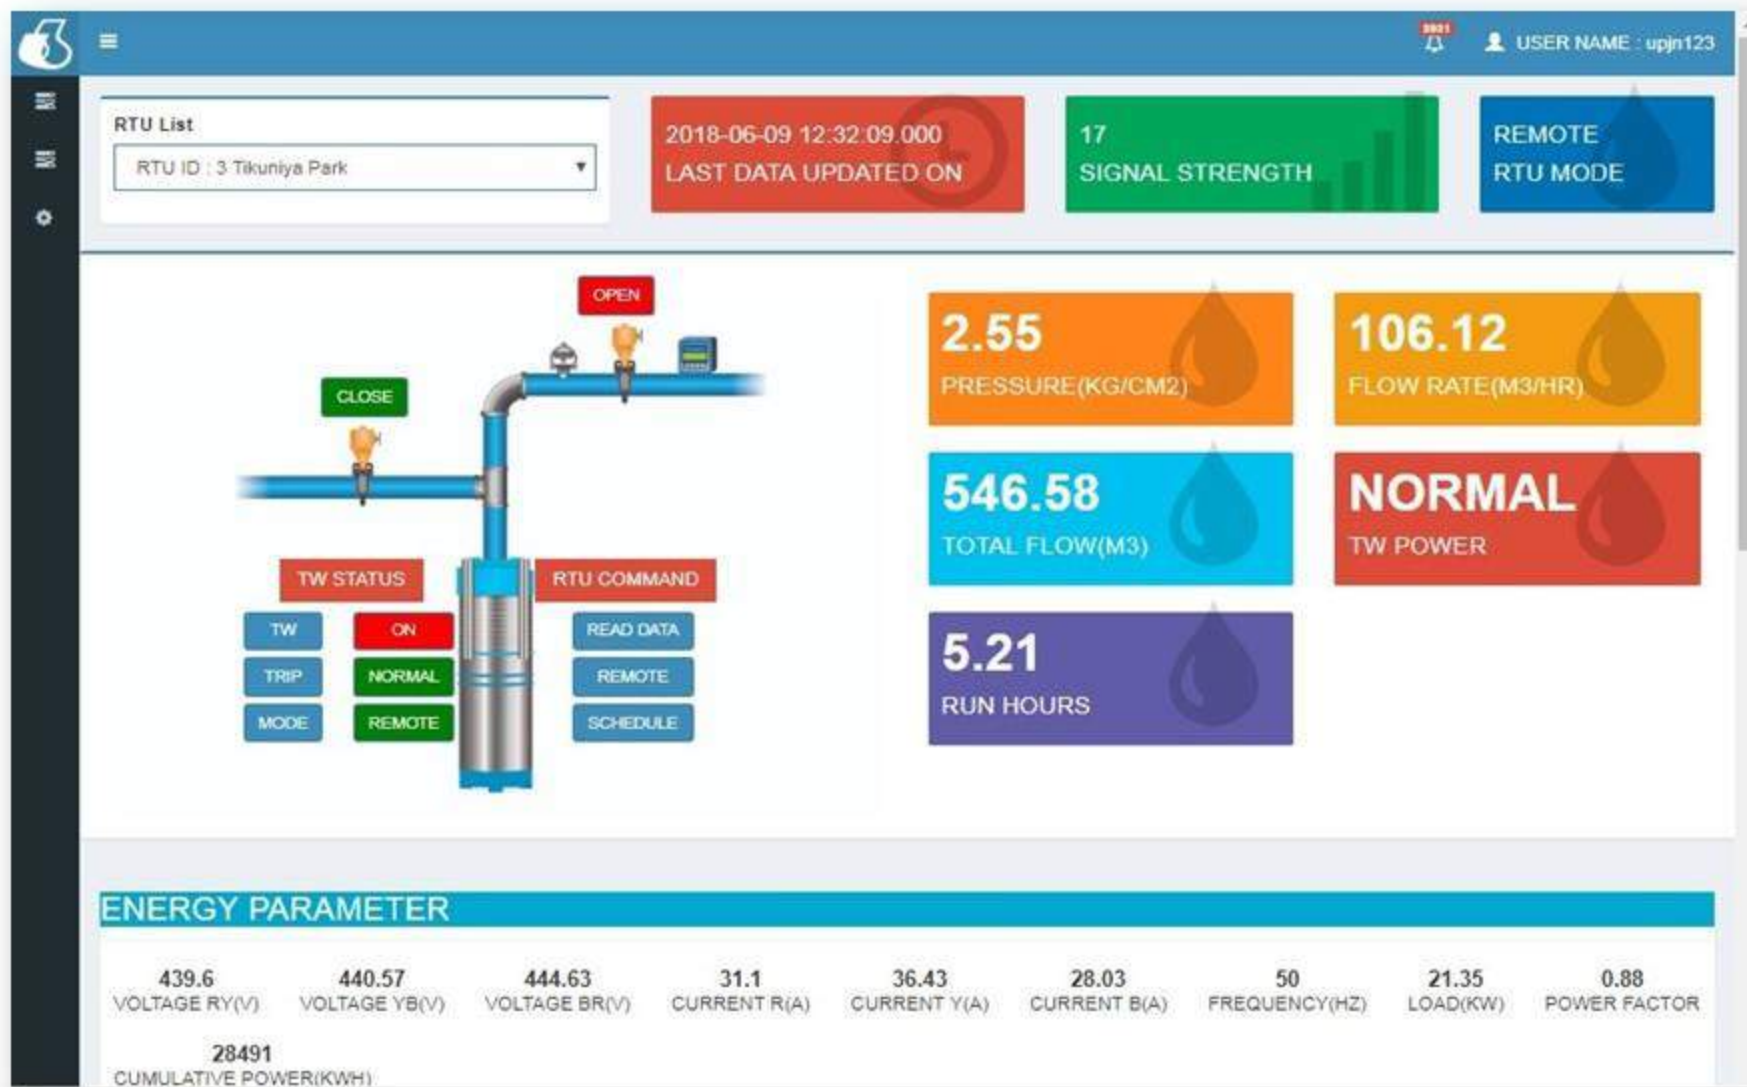 USER NAME : upjn123
RTU List
RTU ID : 3 Tikuniya Park
2018-06-09 12:32:09.000
LAST DATA UPDATED ON
17
SIGNAL STRENGTH
REMOTE
RTU MODE
OPEN
CLOSE
TW STATUS
RTU COMMAND
TW
ON
READ DATA
TRIP
NORMAL
REMOTE
MODE
REMOTE
SCHEDULE
2.55
PRESSURE(KG/CM2)
106.12
FLOW RATE(M3/HR)
546.58
TOTAL FLOW(M3)
NORMAL
TW POWER
5.21
RUN HOURS
ENERGY PARAMETER
439.6
VOLTAGE RY(V)
440.57
VOLTAGE YB(V)
444.63
VOLTAGE BR(V)
31.1
CURRENT R(A)
36.43
CURRENT Y(A)
28.03
CURRENT B(A)
50
FREQUENCY(HZ)
21.35
LOAD(KW)
0.88
POWER FACTOR
28491
CUMULATIVE POWER(KWH)